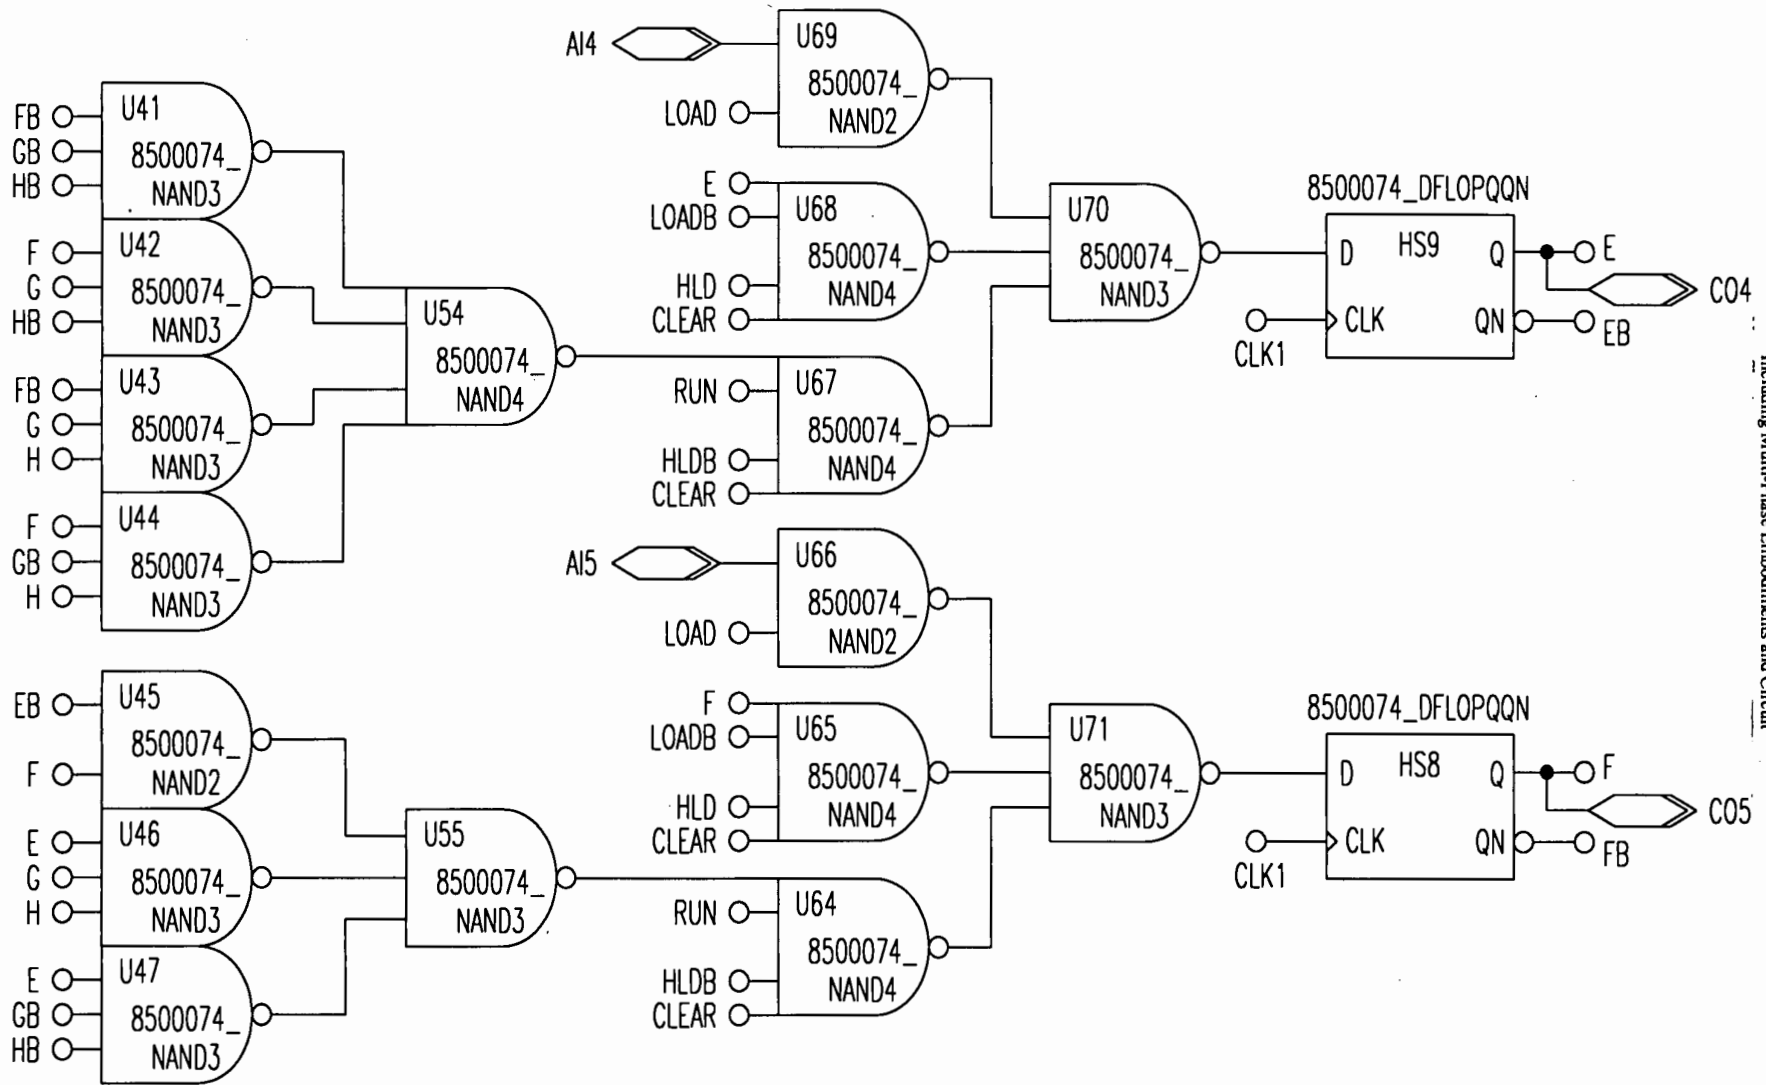 FB
GB
HB
U41
8500074_
NAND3
F
G
HB
U42
8500074_
NAND3
FB
G
H
U43
8500074_
NAND3
F
GB
H
U44
8500074_
NAND3
U54
8500074_
NAND4
AI4
LOAD
U69
8500074_
NAND2
E
LOADB
HLD
CLEAR
U68
8500074_
NAND4
RUN
HLDB
CLEAR
U67
8500074_
NAND4
U70
8500074_
NAND3
8500074_DFLOPQQN
HS9
D
Q
CLK
QN
CLK1
E
CO4
EB
EB
F
U45
8500074_
NAND2
E
G
H
U46
8500074_
NAND3
E
GB
HB
U47
8500074_
NAND3
U55
8500074_
NAND3
AI5
LOAD
U66
8500074_
NAND2
F
LOADB
HLD
CLEAR
U65
8500074_
NAND4
RUN
HLDB
CLEAR
U64
8500074_
NAND4
U71
8500074_
NAND3
8500074_DFLOPQQN
HS8
D
Q
CLK
QN
CLK1
F
CO5
FB